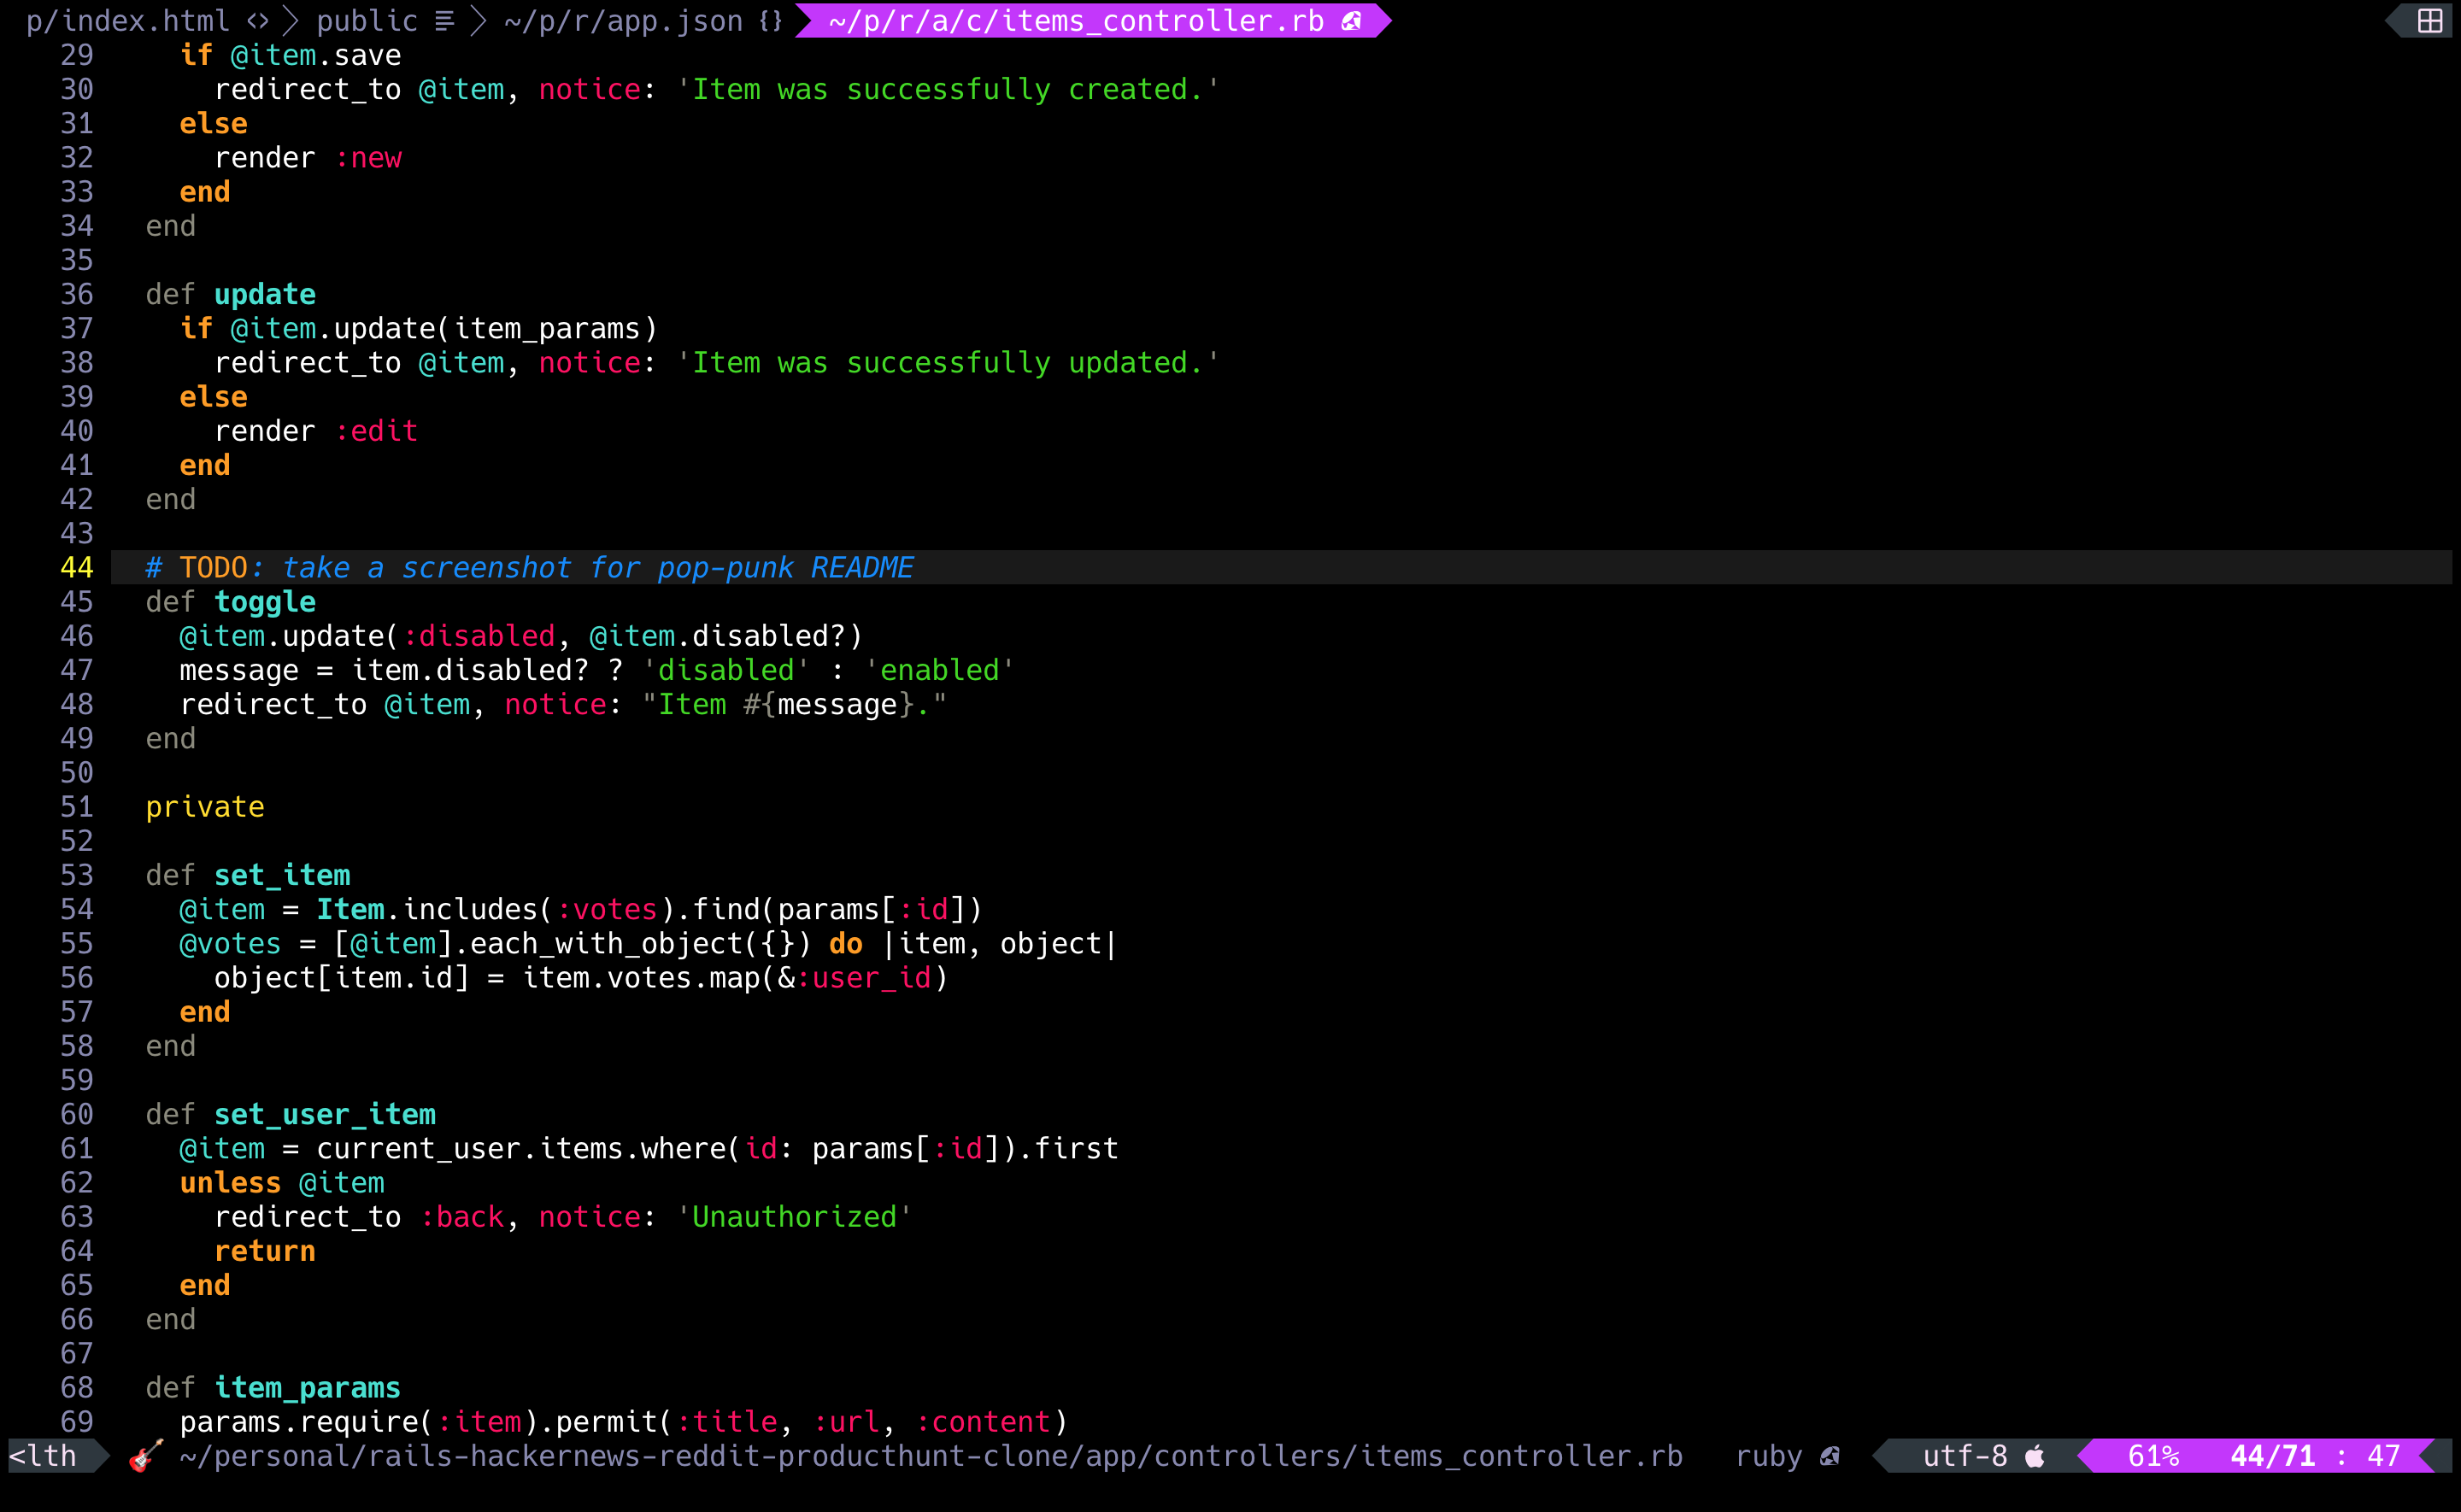 p/index.html <> public ~/p/r/app.json {} ~/p/r/a/c/items_controller.rb
29     if @item.save
30       redirect_to @item, notice: 'Item was successfully created.'
31     else
32       render :new
33     end
34   end
35
36   def update
37     if @item.update(item_params)
38       redirect_to @item, notice: 'Item was successfully updated.'
39     else
40       render :edit
41     end
42   end
43
44   # TODO: take a screenshot for pop-punk README
45   def toggle
46     @item.update(:disabled, @item.disabled?)
47     message = item.disabled? ? 'disabled' : 'enabled'
48     redirect_to @item, notice: "Item #{message}."
49   end
50
51   private
52
53   def set_item
54     @item = Item.includes(:votes).find(params[:id])
55     @votes = [@item].each_with_object({}) do |item, object|
56       object[item.id] = item.votes.map(&:user_id)
57     end
58   end
59
60   def set_user_item
61     @item = current_user.items.where(id: params[:id]).first
62     unless @item
63       redirect_to :back, notice: 'Unauthorized'
64       return
65     end
66   end
67
68   def item_params
69     params.require(:item).permit(:title, :url, :content)
<lth 🎸 ~/personal/rails-hackernews-reddit-producthunt-clone/app/controllers/items_controller.rb ruby utf-8 61% 44/71 : 47